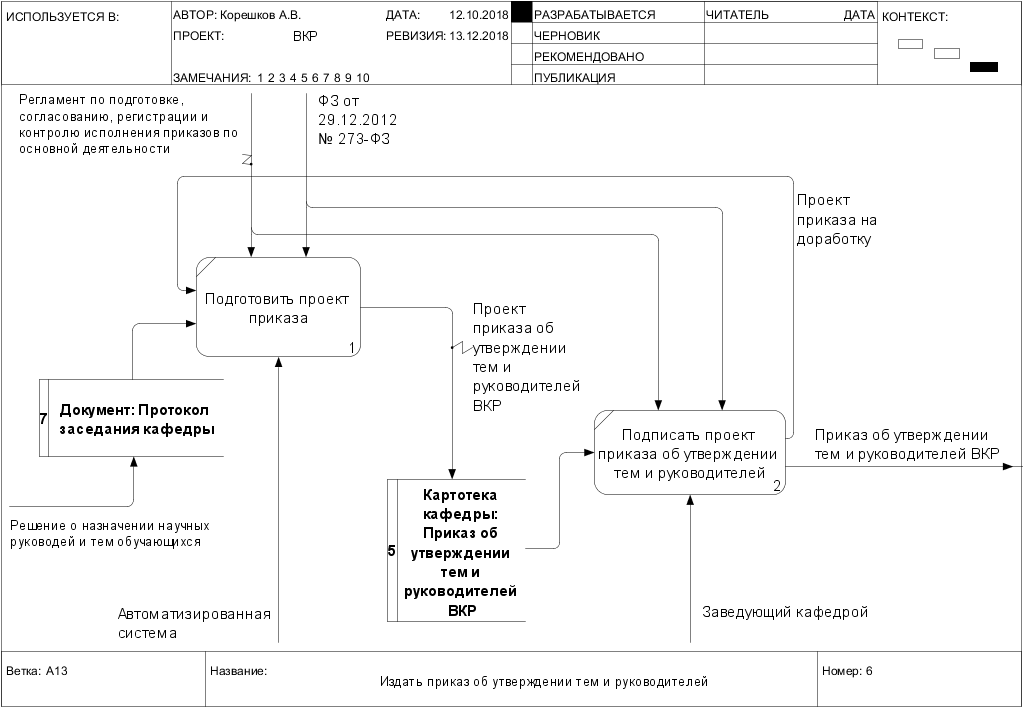 ИСПОЛЬЗУЕТСЯ В:
АВТОР: Корешков А.В.
ДАТА: 12.10.2018
ПРОЕКТ: ВКР
РЕВИЗИЯ: 13.12.2018
ЗАМЕЧАНИЯ: 1 2 3 4 5 6 7 8 9 10
РАЗРАБАТЫВАЕТСЯ
ЧЕРНОВИК
РЕКОМЕНДОВАНО
ПУБЛИКАЦИЯ
ЧИТАТЕЛЬ
ДАТА
КОНТЕКСТ:
Регламент по подготовке,
согласованию, регистрации и
контролю исполнения приказов по
основной деятельности
ФЗ от
29.12.2012
№ 273-ФЗ
Проект
приказа на
доработку
Подготовить проект
приказа
1
Проект
приказа об
утверждении
тем и
руководителей
ВКР
7
Документ: Протокол
заседания кафедры
Подписать проект
приказа об утверждении
тем и руководителей
2
Приказ об утверждении
тем и руководителей ВКР
Решение о назначении научных
руководей и тем обучающихся
5
Картотека
кафедры:
Приказ об
утверждении
тем и
руководителей
ВКР
Автоматизированная
система
Заведующий кафедрой
Ветка: A13
Название:
Издать приказ об утверждении тем и руководителей
Номер: 6